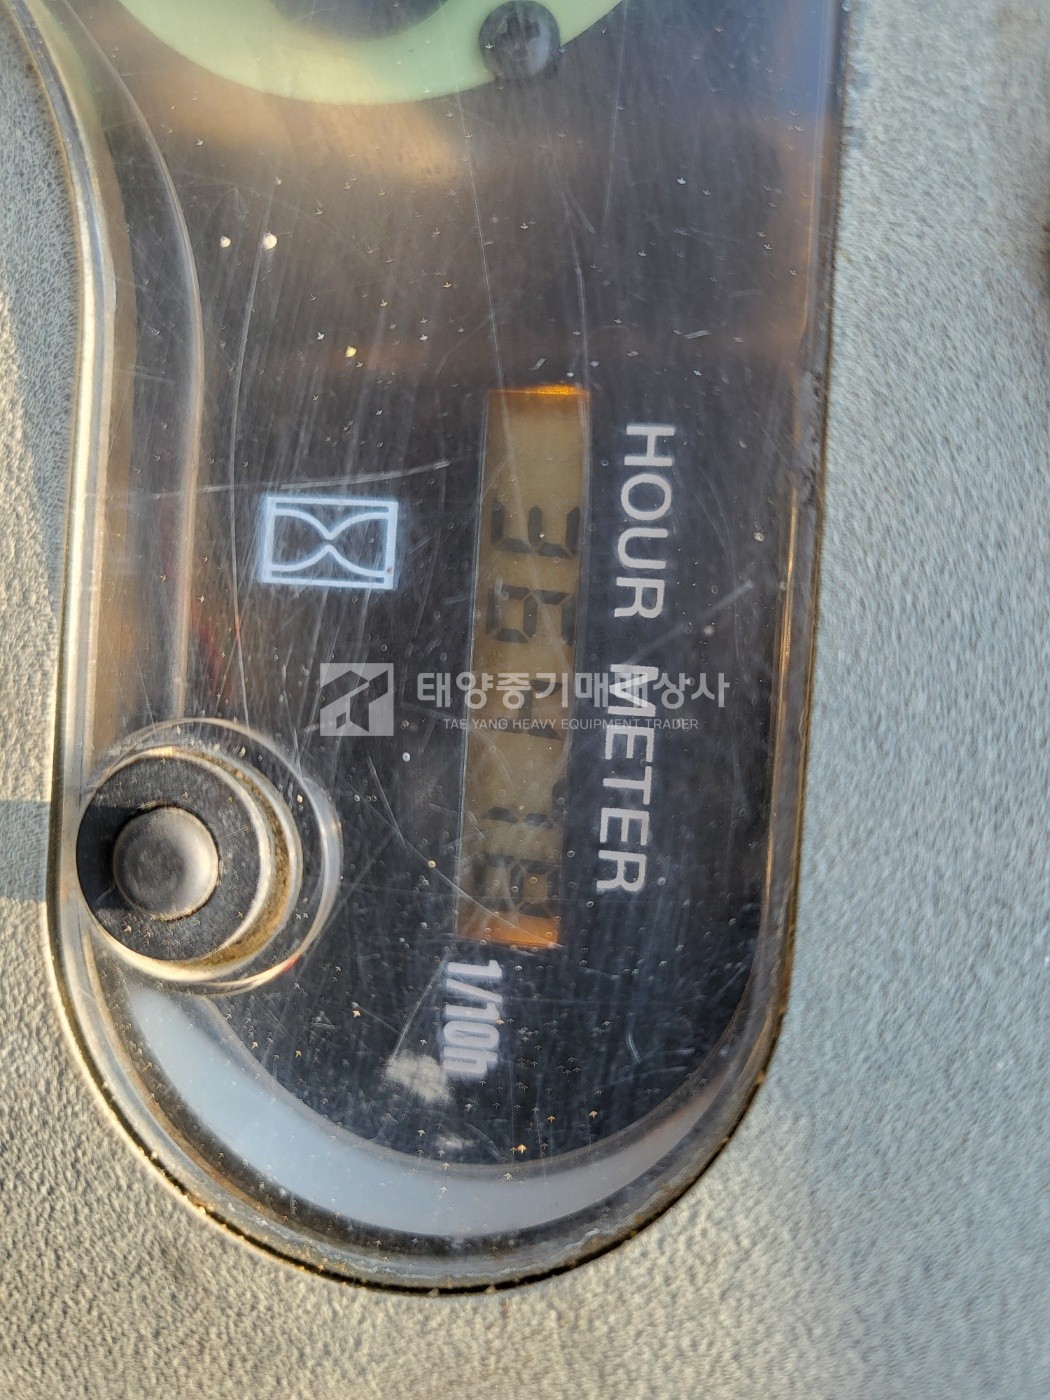 HOUR METER
1/10h
태양중기매매상사
TAE YANG HEAVY EQUIPMENT TRADER